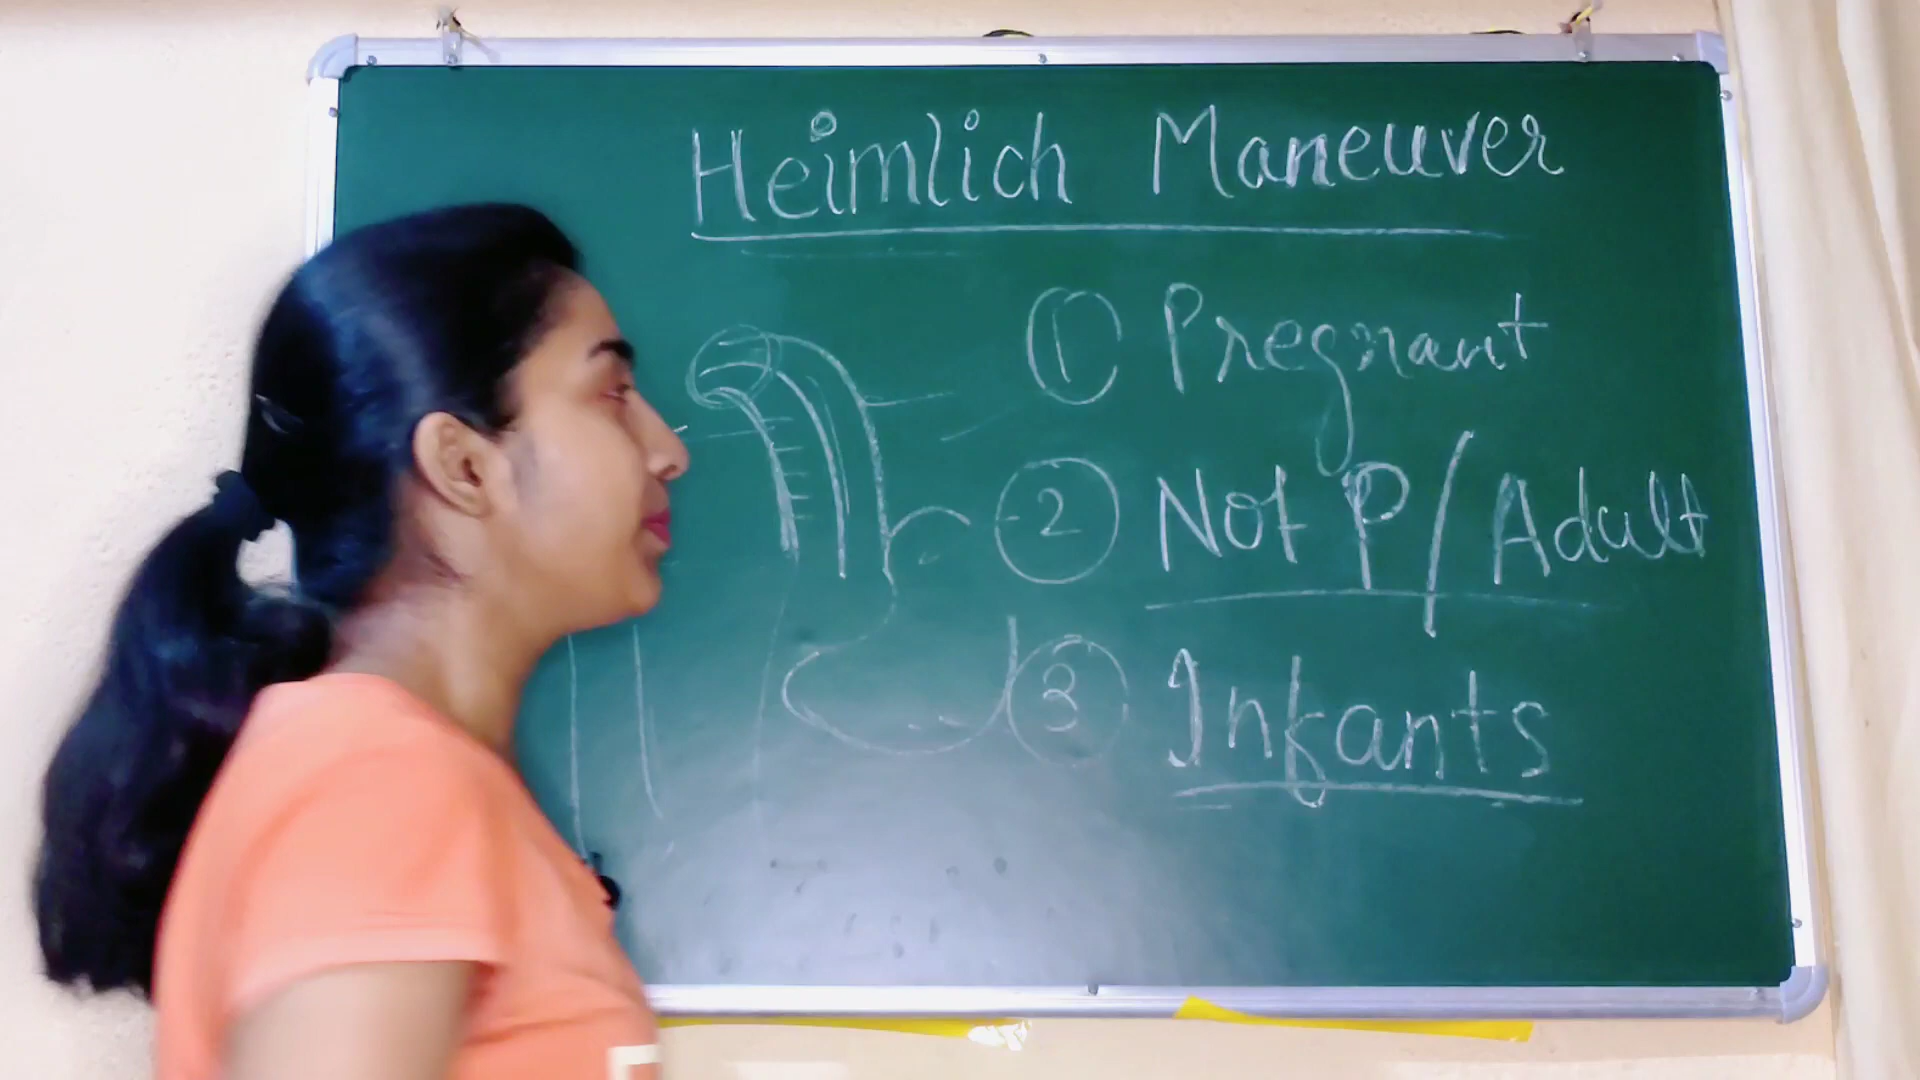 Heimlich Maneuver
① Pregnant
② Not P/Adult
③ Infants